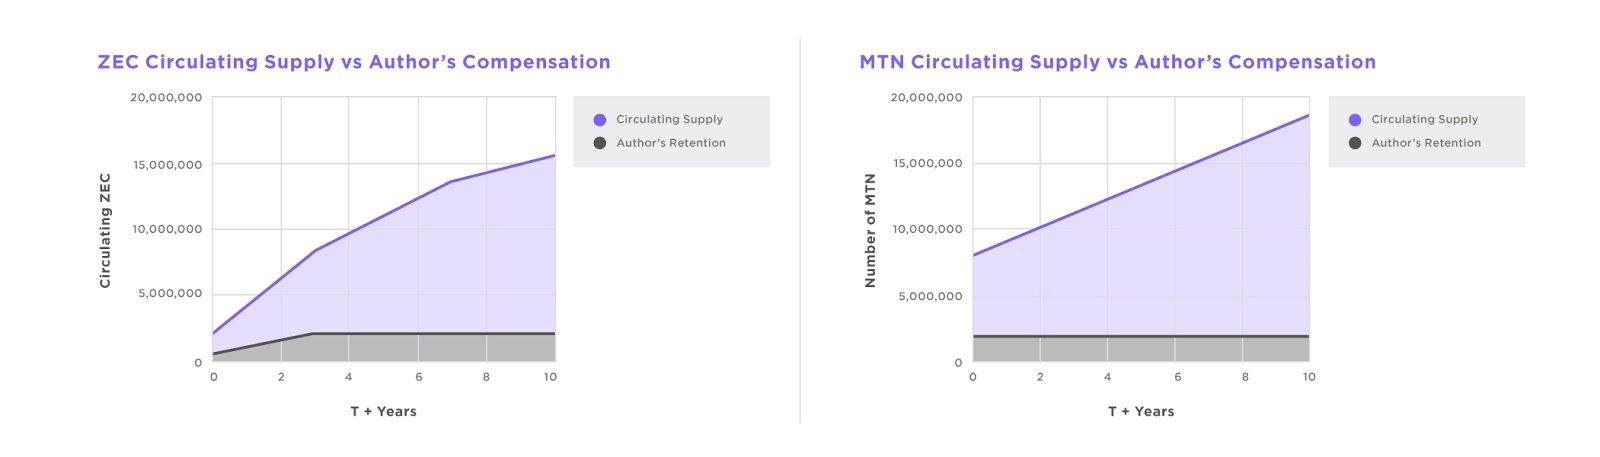 ZEC Circulating Supply vs Author’s Compensation
20,000,000
15,000,000
10,000,000
5,000,000
0
Circulating ZEC
0 2 4 6 8 10
T + Years
Circulating Supply
Author’s Retention
MTN Circulating Supply vs Author’s Compensation
20,000,000
15,000,000
10,000,000
5,000,000
0
Number of MTN
0 2 4 6 8 10
T + Years
Circulating Supply
Author’s Retention